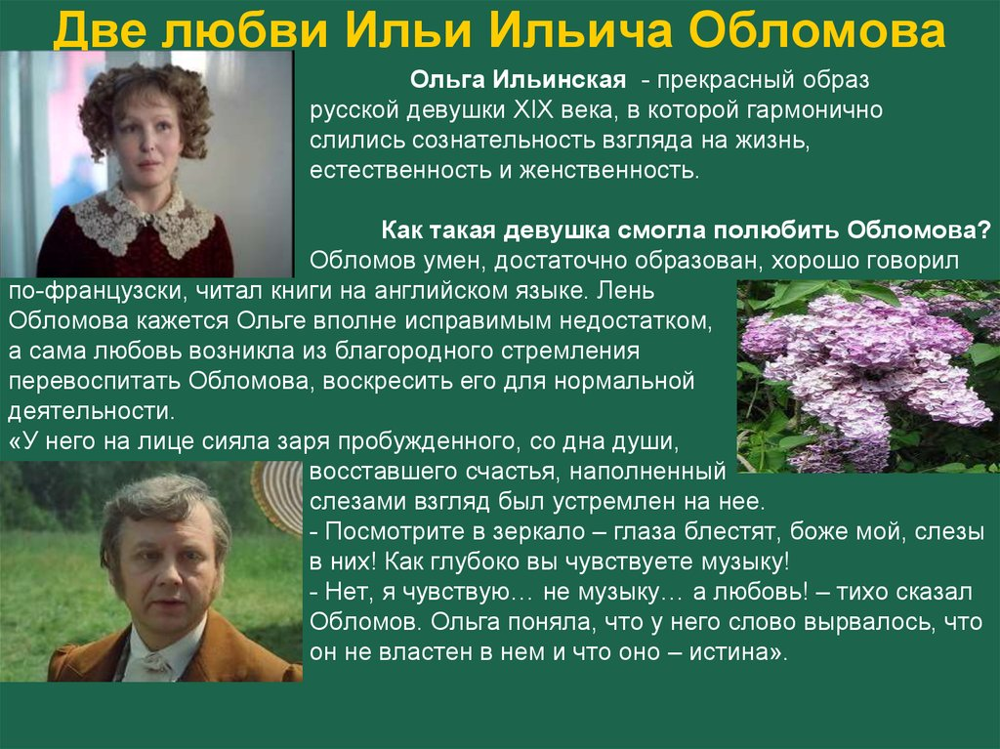 Две любви Ильи Ильича Обломова
Ольга Ильинская - прекрасный образ
русской девушки XIX века, в которой гармонично
слились сознательность взгляда на жизнь,
естественность и женственность.
Как такая девушка смогла полюбить Обломова?
Обломов умен, достаточно образован, хорошо говорил
по-французски, читал книги на английском языке. Лень
Обломова кажется Ольге вполне исправимым недостатком,
а сама любовь возникла из благородного стремления
перевоспитать Обломова, воскресить его для нормальной
деятельности.
«У него на лице сияла заря пробужденного, со дна души,
восставшего счастья, наполненный
слезами взгляд был устремлен на нее.
- Посмотрите в зеркало – глаза блестят, боже мой, слезы
в них! Как глубоко вы чувствуете музыку!
- Нет, я чувствую… не музыку… а любовь! – тихо сказал
Обломов. Ольга поняла, что у него слово вырвалось, что
он не властен в нем и что оно – истина».